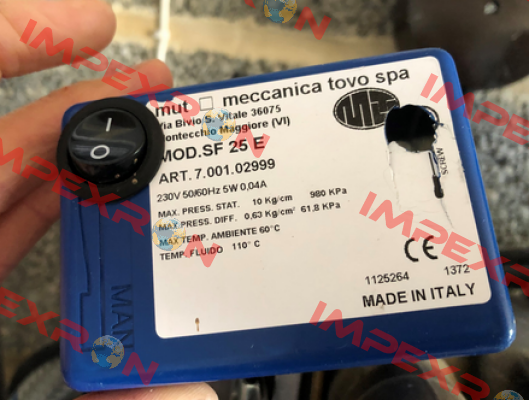 mut □ meccanica tovo spa
Via Bivio S. Vitale 36075
Montecchio Maggiore (VI)
MOD.SF 25 E
ART. 7.001.02999
230V 50/60Hz 5W 0,04A
MAX. PRESS. STAT. 10 Kg/cm 980 KPa
MAX.PRESS. DIFF. 0,63 Kg/cm² 61,8 KPa
MAX TEMP. AMBIENTE 60°C
TEMP. FLUIDO 110° C
CE
1125264 1372
MADE IN ITALY
SCREW
MAN
I
O
IMPEXRON
IMPEXRON
IMPEXRON
IMPEXRON
IMPEXRON